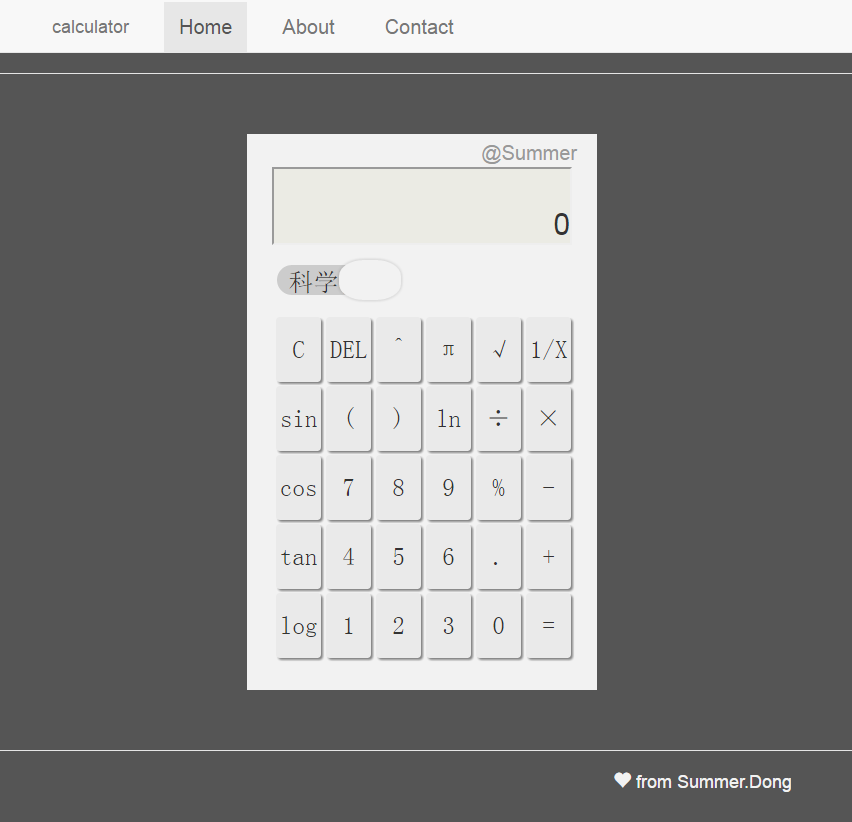 calculator Home About Contact
@Summer
0
科学
C DEL ^ π √ 1/X
sin ( ) ln ÷ ×
cos 7 8 9 % -
tan 4 5 6 . +
log 1 2 3 0 =
♥ from Summer.Dong